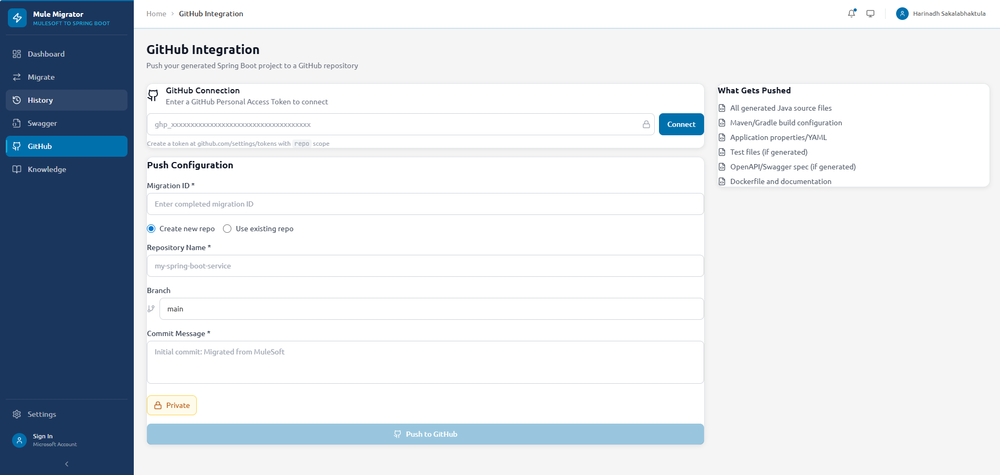 Mule Migrator
MULESOFT TO SPRING BOOT
Dashboard
Migrate
History
Swagger
GitHub
Knowledge
Settings
Sign In
Microsoft Account
Home > GitHub Integration
Harinadh Sakalabhaktula
GitHub Integration
Push your generated Spring Boot project to a GitHub repository
GitHub Connection
Enter a GitHub Personal Access Token to connect
ghp_xxxxxxxxxxxxxxxxxxxxxxxxxxxxxxxxxxxx
Connect
Create a token at github.com/settings/tokens with repo scope
Push Configuration
Migration ID *
Enter completed migration ID
Create new repo
Use existing repo
Repository Name *
my-spring-boot-service
Branch
main
Commit Message *
Initial commit: Migrated from MuleSoft
Private
Push to GitHub
What Gets Pushed
All generated Java source files
Maven/Gradle build configuration
Application properties/YAML
Test files (if generated)
OpenAPI/Swagger spec (if generated)
Dockerfile and documentation